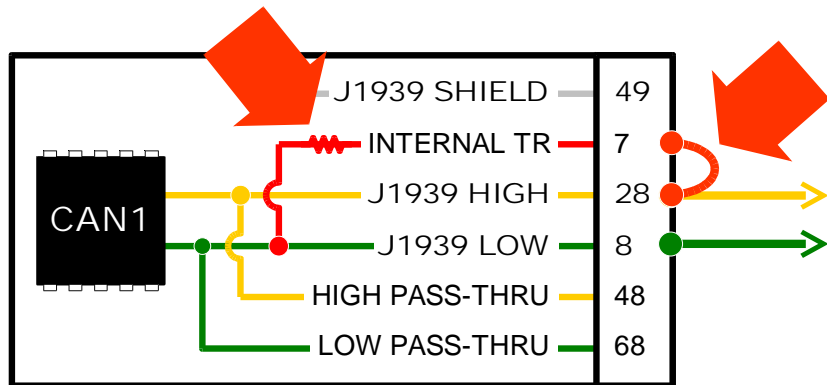 J1939 SHIELD 49
INTERNAL TR 7
J1939 HIGH 28
CAN1
J1939 LOW 8
HIGH PASS-THRU 48
LOW PASS-THRU 68